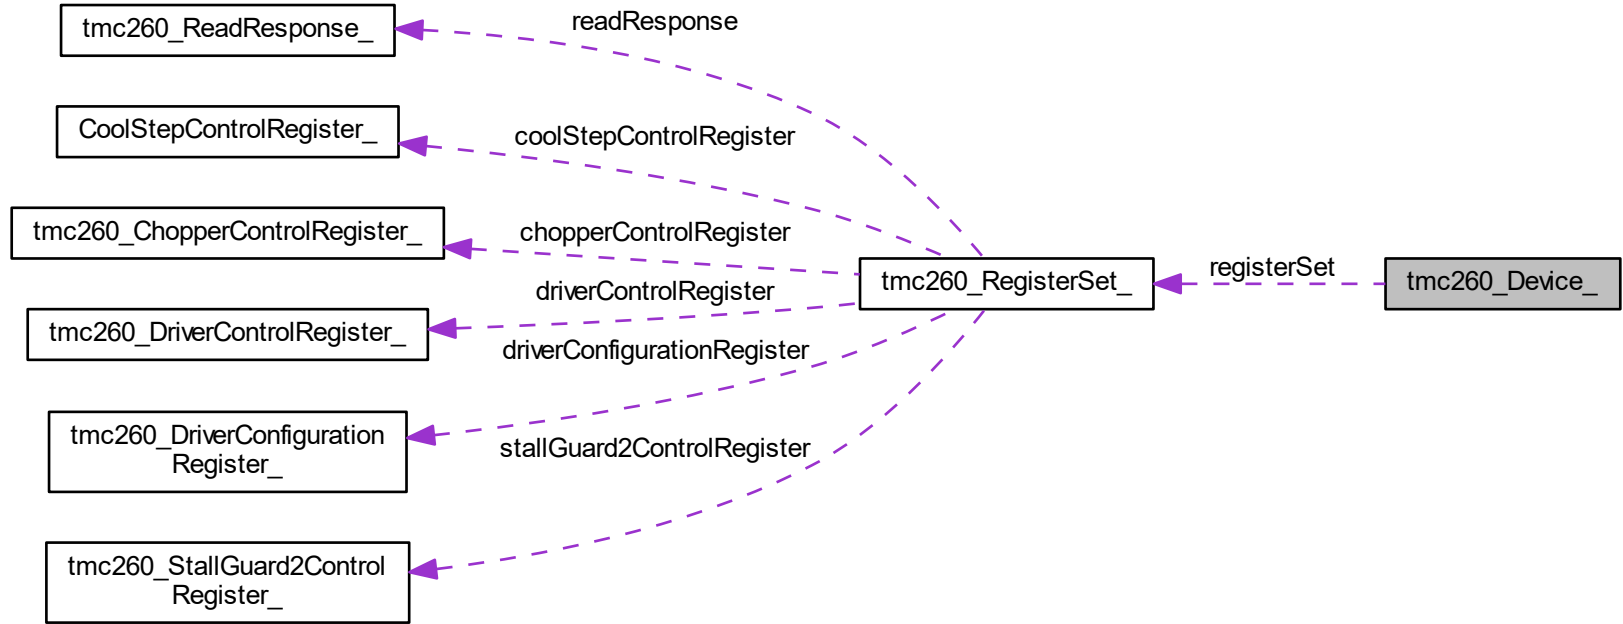 tmc260_ReadResponse_
readResponse
CoolStepControlRegister_
coolStepControlRegister
tmc260_ChopperControlRegister_
chopperControlRegister
tmc260_RegisterSet_
registerSet
tmc260_Device_
tmc260_DriverControlRegister_
driverControlRegister
driverConfigurationRegister
tmc260_DriverConfiguration
Register_
stallGuard2ControlRegister
tmc260_StallGuard2Control
Register_